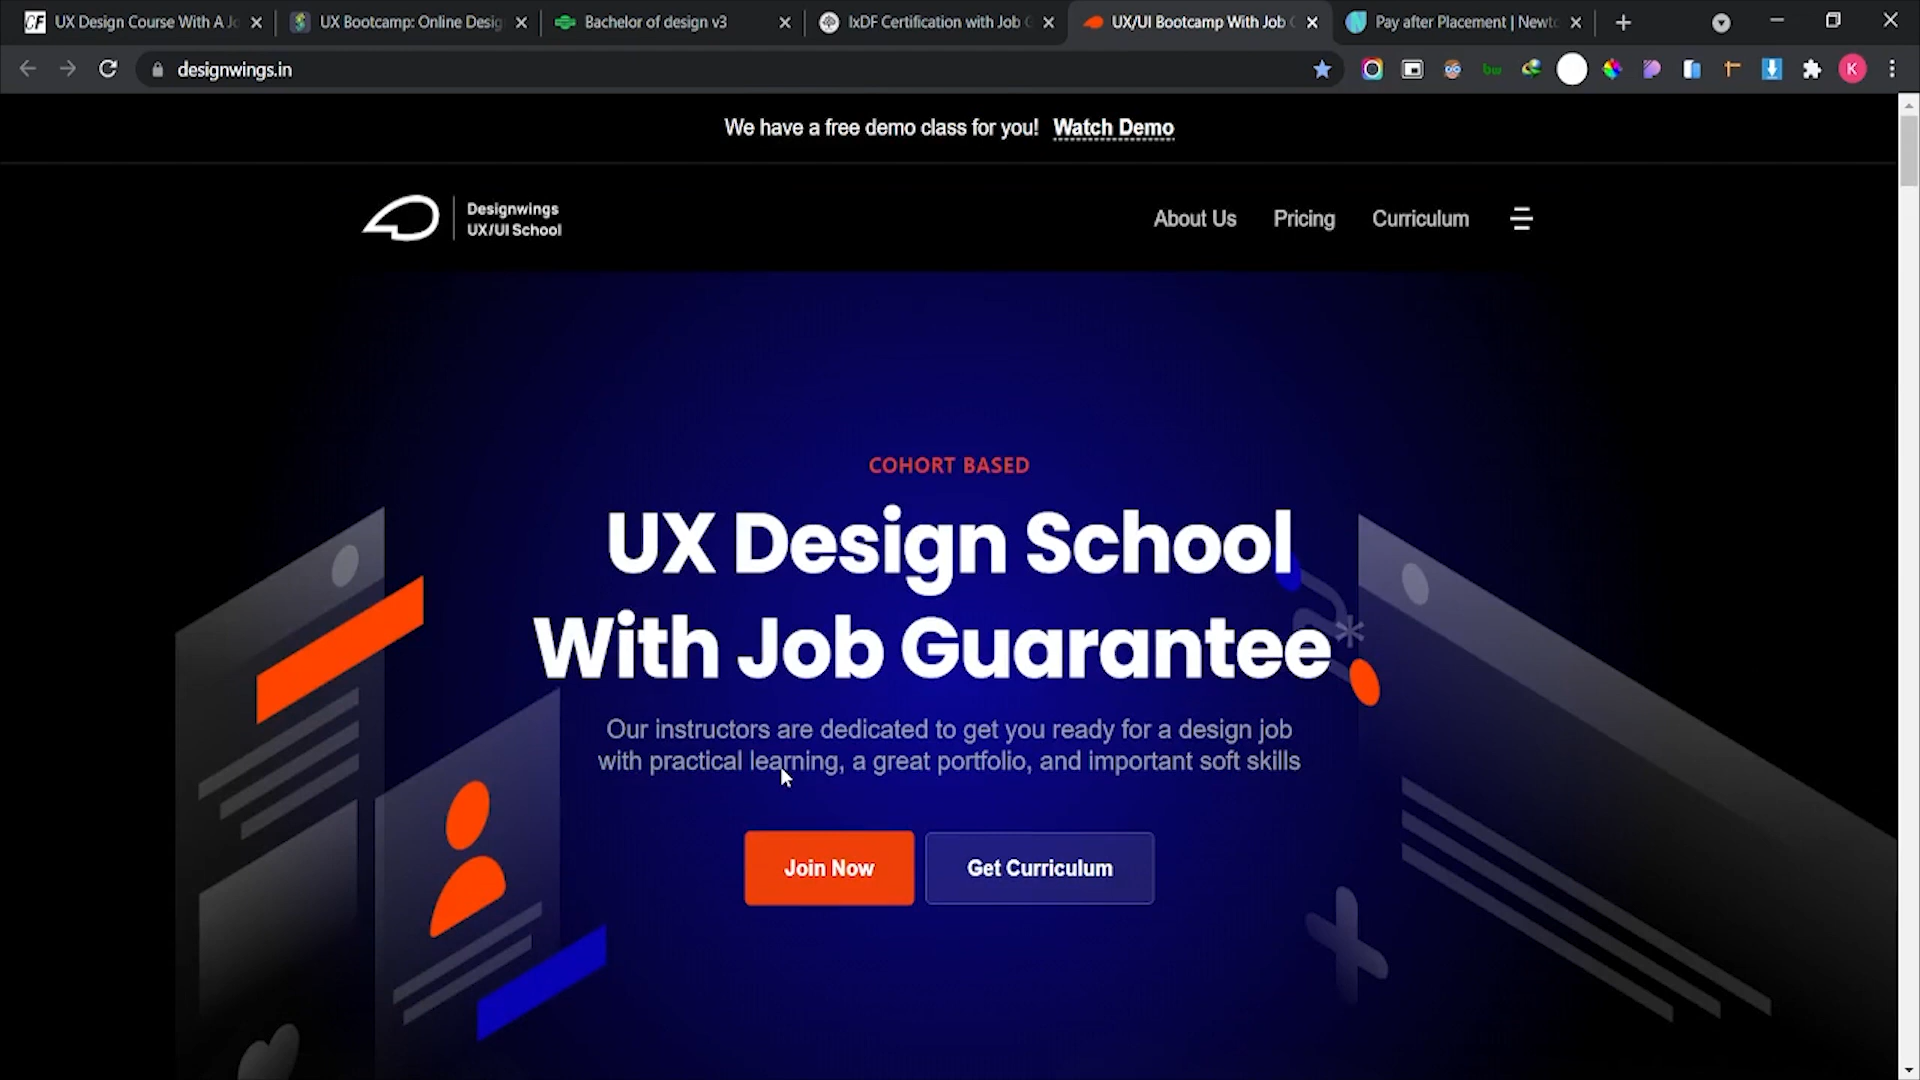 UX Design Course With A Jo
UX Bootcamp: Online Desig
Bachelor of design v3
IxDF Certification with Job G
UX/UI Bootcamp With Job G
Pay after Placement | Newto
designwings.in
K
We have a free demo class for you! Watch Demo
Designwings
UX/UI School
About Us
Pricing
Curriculum
COHORT BASED
UX Design School
With Job Guarantee*
Our instructors are dedicated to get you ready for a design job
with practical learning, a great portfolio, and important soft skills
Join Now
Get Curriculum